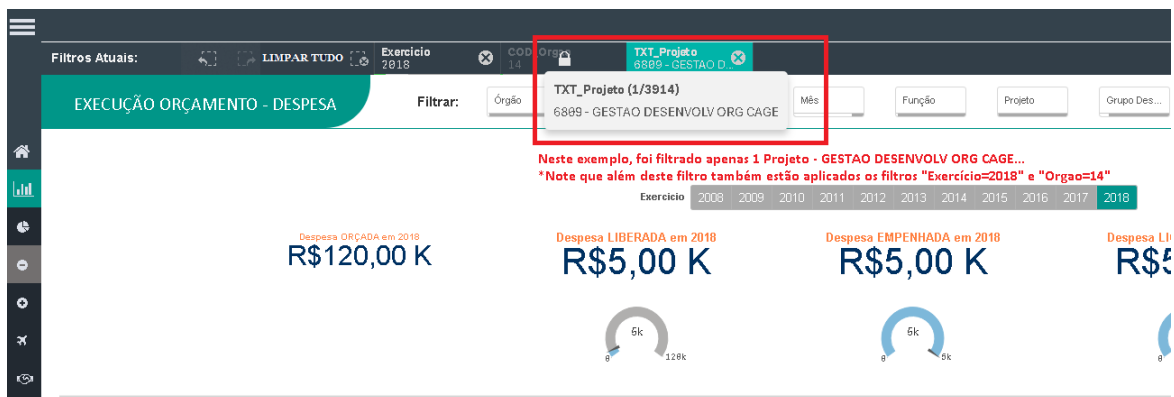 Filtros Atuais:
LIMPAR TUDO
Exercicio
2018
COD_Orgao
14
TXT_Projeto
6809 - GESTAO D...
TXT_Projeto (1/3914)
6809 - GESTAO DESENVOLV ORG CAGE
EXECUÇÃO ORÇAMENTO - DESPESA
Filtrar:
Órgão
Mês
Função
Projeto
Grupo Des...
Neste exemplo, foi filtrado apenas 1 Projeto - GESTAO DESENVOLV ORG CAGE...
*Note que além deste filtro também estão aplicados os filtros "Exercício=2018" e "Orgao=14"
Exercicio 2008 2009 2010 2011 2012 2013 2014 2015 2016 2017 2018
Despesa ORÇADA em 2018
R$120,00 K
Despesa LIBERADA em 2018
R$5,00 K
5k
0 120k
Despesa EMPENHADA em 2018
R$5,00 K
5k
0 5k
Despesa LI
R$5
0